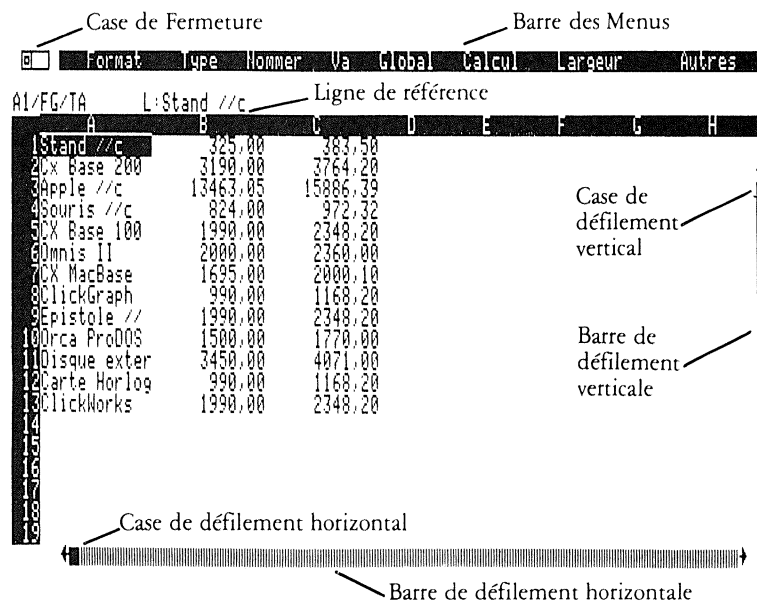 Case de Fermeture
Barre des Menus
Format Type Nommer Va Global Calcul Largeur Autres
A1/FG/TA L:Stand //c
Ligne de référence
A B C D E F G H
1 Stand //c 325,00 383,50
2 Cx Base 200 3190,00 3764,20
3 Apple //c 13463,05 15886,39
4 Souris //c 824,00 972,32
5 CX Base 100 1990,00 2348,20
6 Omnis II 2000,00 2360,00
7 CX MacBase 1695,00 2000,10
8 ClickGraph 990,00 1168,20
9 Epistole // 1990,00 2348,20
10 Orca ProDOS 1500,00 1770,00
11 Disque exter 3450,00 4071,00
12 Carte Horlog 990,00 1168,20
13 ClickWorks 1990,00 2348,20
14
15
16
17
18
19
Case de
défilement
vertical
Barre de
défilement
verticale
Case de défilement horizontal
Barre de défilement horizontale